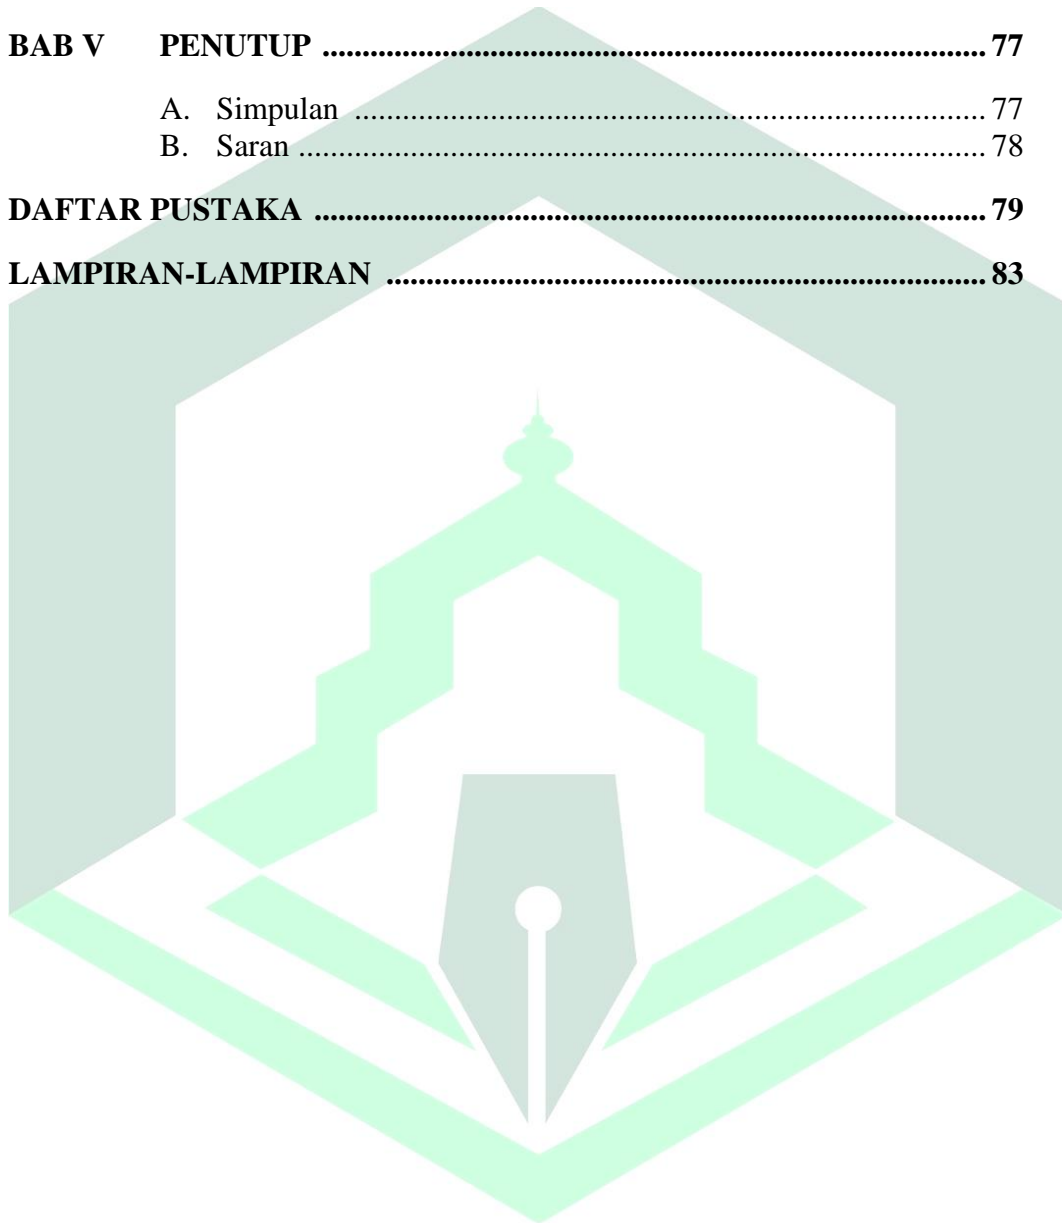 BAB V PENUTUP ..................................................................................... 77
A. Simpulan ................................................................................. 77
B. Saran ........................................................................................ 78
DAFTAR PUSTAKA ...................................................................................... 79
LAMPIRAN-LAMPIRAN ............................................................................. 83